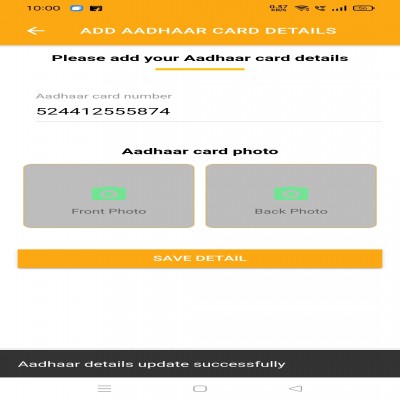 10:00
0.37
KB/s
ADD AADHAAR CARD DETAILS
Please add your Aadhaar card details
Aadhaar card number
524412555874
Aadhaar card photo
Front Photo
Back Photo
SAVE DETAIL
Aadhaar details update successfully